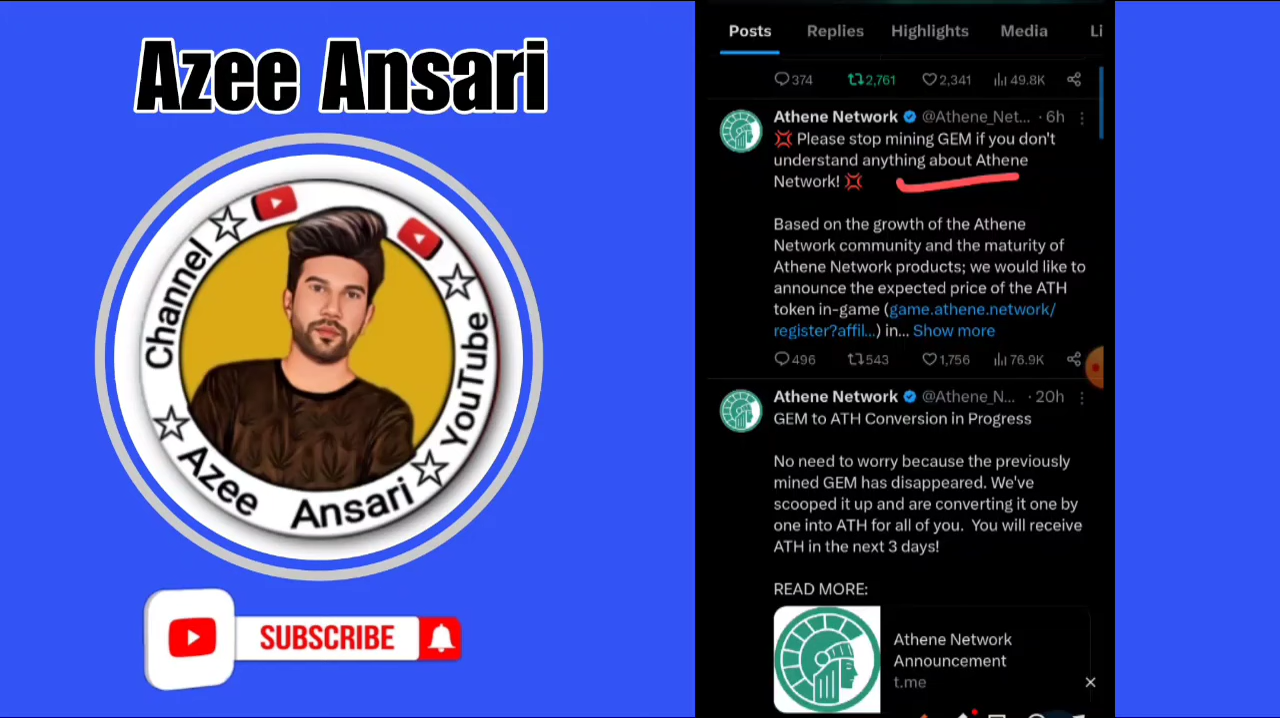 Azee Ansari
Channel
YouTube
Azee Ansari
SUBSCRIBE
Posts Replies Highlights Media Li
374 2,761 2,341 49.8K
Athene Network @Athene_Net... · 6h
💢 Please stop mining GEM if you don't
understand anything about Athene
Network! 💢
Based on the growth of the Athene
Network community and the maturity of
Athene Network products; we would like to
announce the expected price of the ATH
token in-game (game.athene.network/
register?affil...) in... Show more
496 543 1,756 76.9K
Athene Network @Athene_N... · 20h
GEM to ATH Conversion in Progress
No need to worry because the previously
mined GEM has disappeared. We've
scooped it up and are converting it one by
one into ATH for all of you. You will receive
ATH in the next 3 days!
READ MORE:
Athene Network
Announcement
t.me